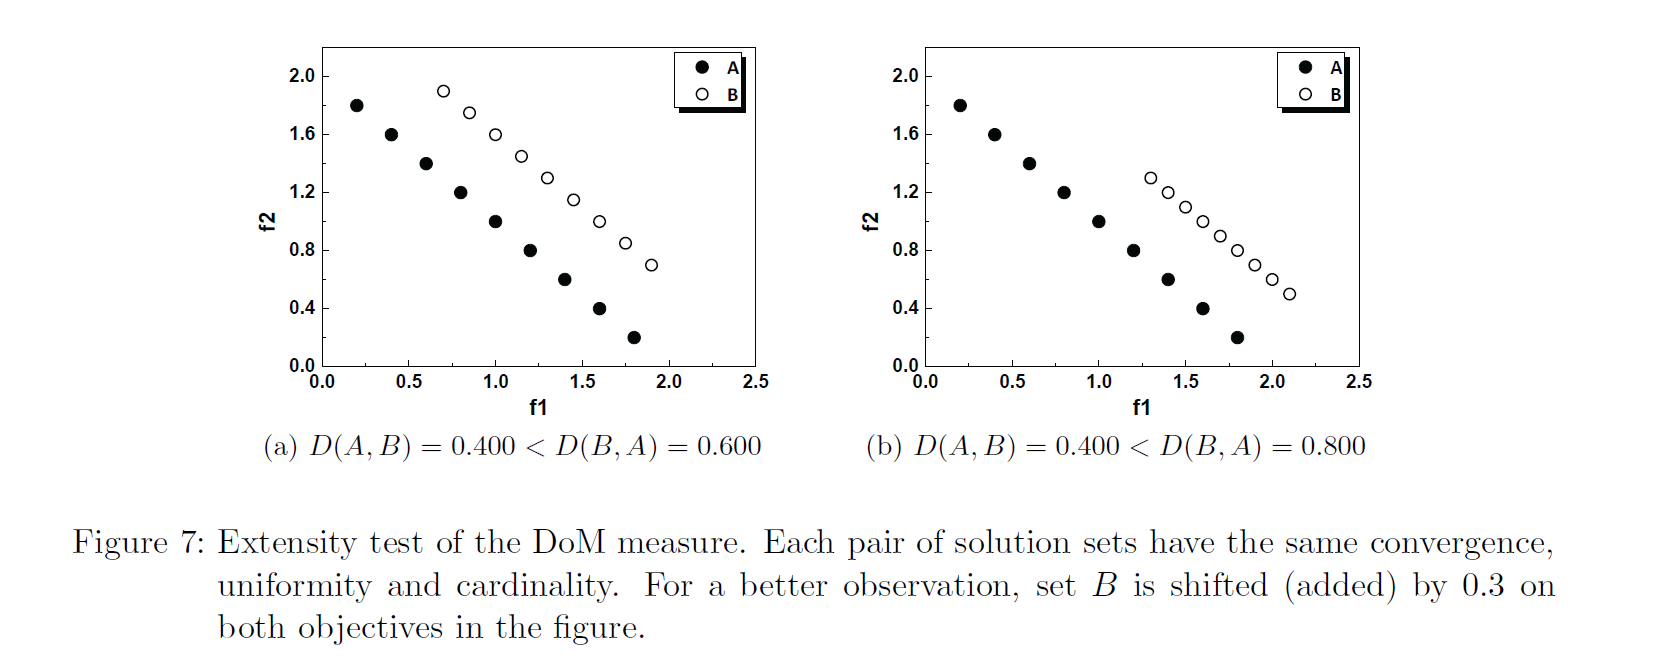 2.0
1.6
1.2
0.8
0.4
0.0
f2
0.0 0.5 1.0 1.5 2.0 2.5
f1
A
B
(a) D(A, B) = 0.400 < D(B, A) = 0.600
2.0
1.6
1.2
0.8
0.4
0.0
f2
0.0 0.5 1.0 1.5 2.0 2.5
f1
A
B
(b) D(A, B) = 0.400 < D(B, A) = 0.800
Figure 7: Extensity test of the DoM measure. Each pair of solution sets have the same convergence,
uniformity and cardinality. For a better observation, set B is shifted (added) by 0.3 on
both objectives in the figure.